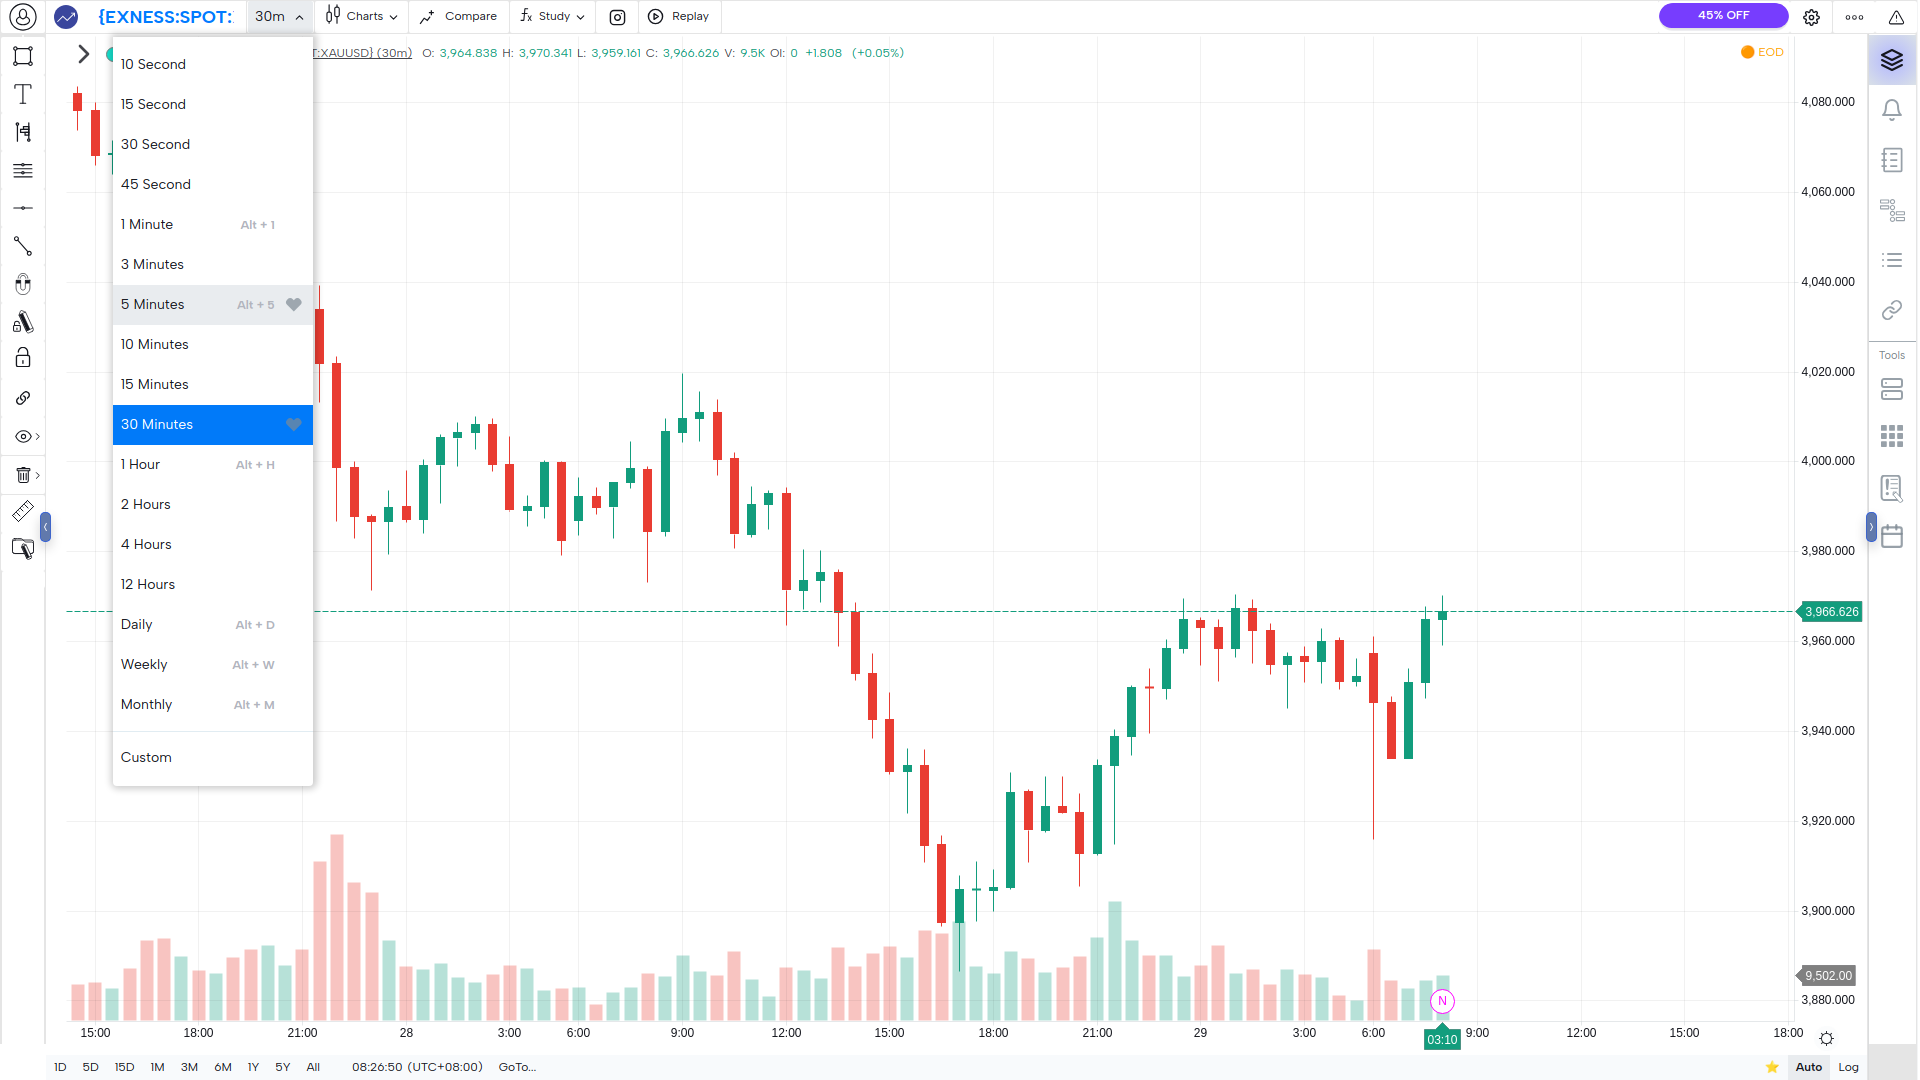 {EXNESS:SPOT:
30m
Charts
Compare
Study
Replay
45% OFF
T:XAUUSD} (30m)
O: 3,964.838 H: 3,970.341 L: 3,959.161 C: 3,966.626 V: 9.5K OI: 0 +1.808 (+0.05%)
EOD
10 Second
15 Second
30 Second
45 Second
1 Minute Alt + 1
3 Minutes
5 Minutes Alt + 5
10 Minutes
15 Minutes
30 Minutes
1 Hour Alt + H
2 Hours
4 Hours
12 Hours
Daily Alt + D
Weekly Alt + W
Monthly Alt + M
Custom
4,080.000
4,060.000
4,040.000
4,020.000
4,000.000
3,980.000
3,966.626
3,960.000
3,940.000
3,920.000
3,900.000
9,502.00
3,880.000
Tools
N
15:00 18:00 21:00 28 3:00 6:00 9:00 12:00 15:00 18:00 21:00 29 3:00 6:00 9:00 12:00 15:00 18:00
03:10
1D 5D 15D 1M 3M 6M 1Y 5Y All 08:26:50 (UTC+08:00) GoTo... Auto Log